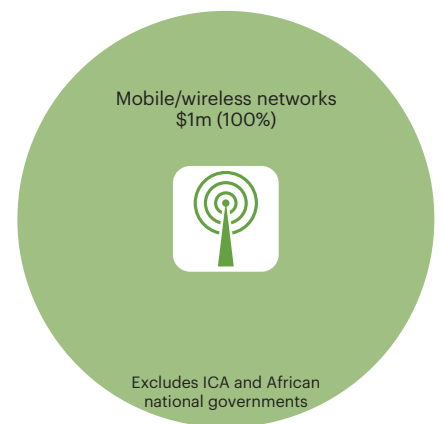 Mobile/wireless networks
$1m (100%)
Excludes ICA and African
national governments